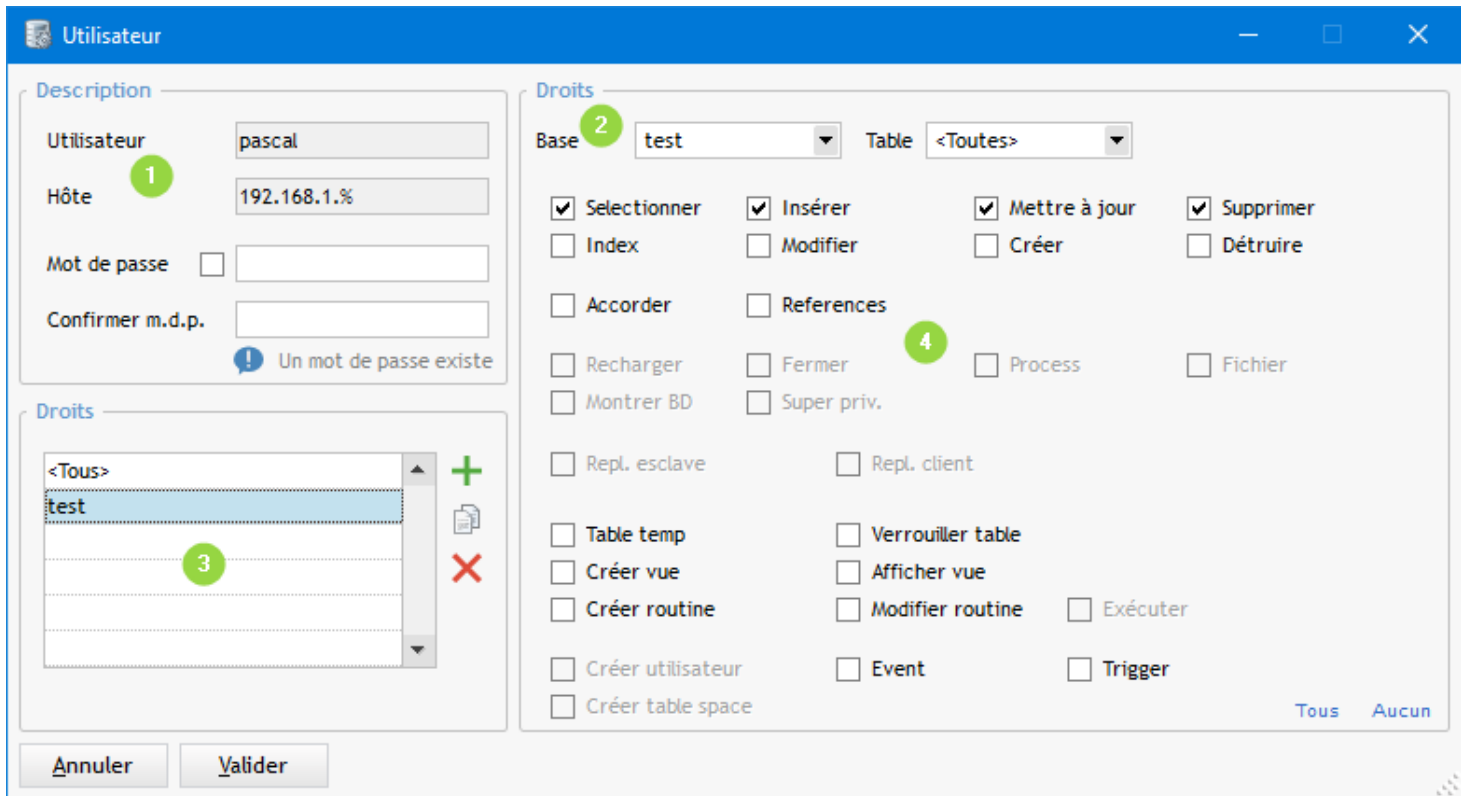 Utilisateur
Description
Utilisateur
pascal
1
Hôte
192.168.1.%
Mot de passe
Confirmer m.d.p.
Un mot de passe existe
Droits
<Tous>
test
3
Droits
Base 2 test Table <Toutes>
Selectionner Insérer Mettre à jour Supprimer
Index Modifier Créer Détruire
Accorder References
4
Recharger Fermer Process Fichier
Montrer BD Super priv.
Repl. esclave Repl. client
Table temp Verrouiller table
Créer vue Afficher vue
Créer routine Modifier routine Exécuter
Créer utilisateur Event Trigger
Créer table space
Tous Aucun
Annuler Valider